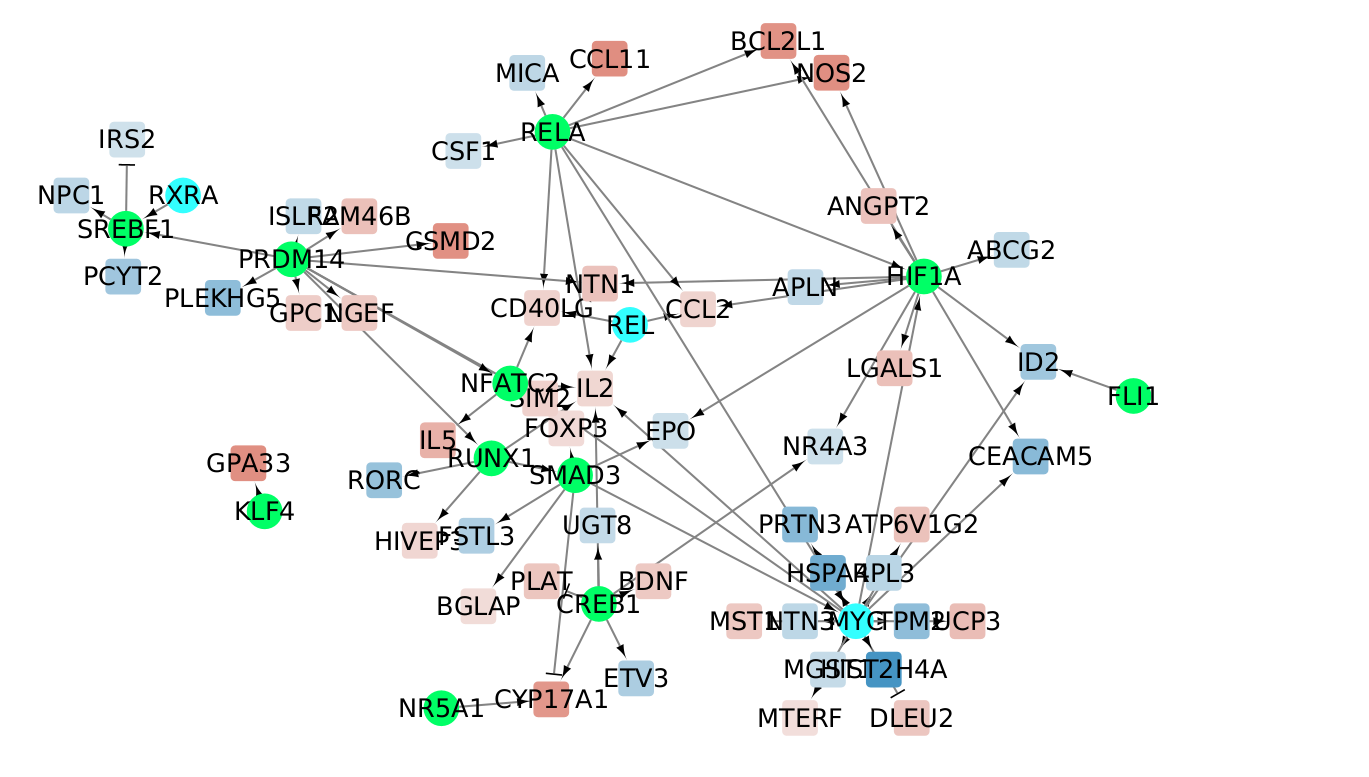 BCL2L1
CCL11
MICA
NOS2
RELA
IRS2
CSF1
NPC1
RXRA
ISLR2
FAM46B
ANGPT2
SREBF1
GSMD2
ABCG2
PRDM14
PCYT2
HIF1A
NTN1
APLN
PLEKHG5
CD40LG
CCL2
GPC1
NGEF
REL
ID2
LGALS1
NFATC2
IL2
FLI1
SIM2
FOXP3
EPO
IL5
NR4A3
RUNX1
CEACAM5
GPA33
SMAD3
RORC
KLF4
PRTN3
ATP6V1G2
UGT8
FSTL3
HIVEP3
HSPA4
RPL3
PLAT
BDNF
CREB1
BGLAP
MST1
NTN3
MYC
TPM2
UCP3
MGST1
HIST2H4A
ETV3
CYP17A1
NR5A1
MTERF
DLEU2